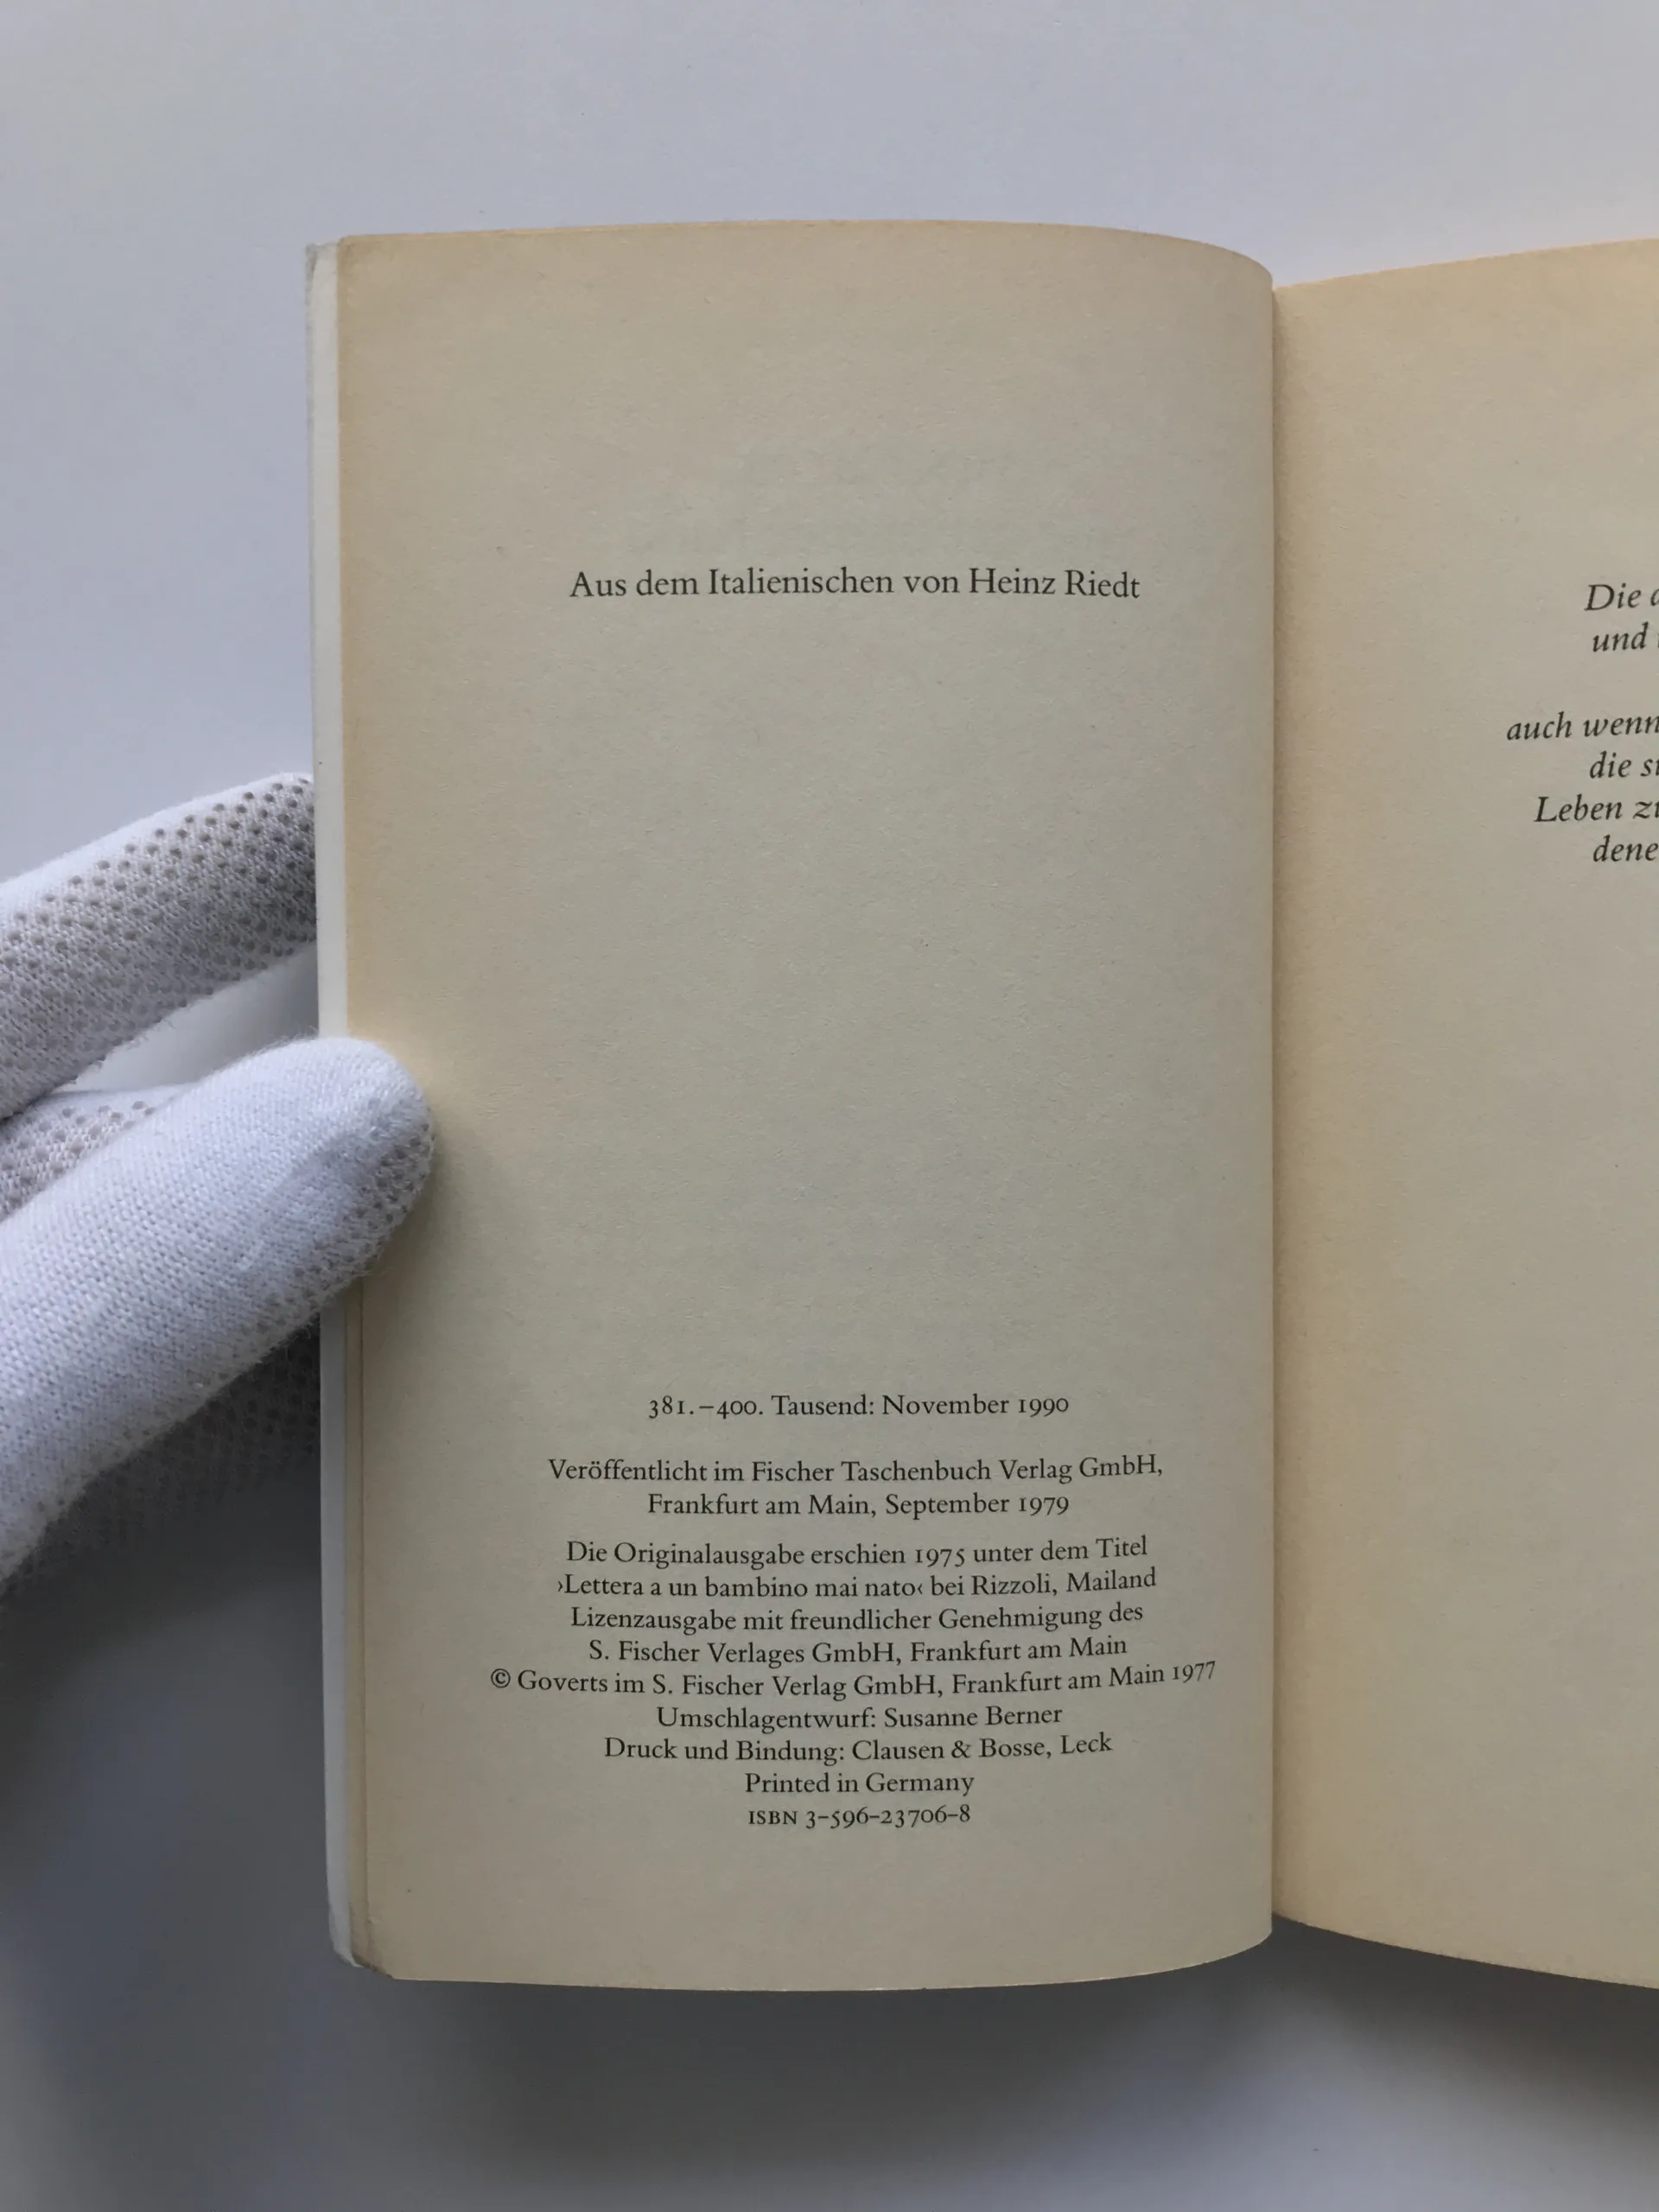 Aus dem Italienischen von Heinz Riedt
381.–400. Tausend: November 1990
Veröffentlicht im Fischer Taschenbuch Verlag GmbH,
Frankfurt am Main, September 1979
Die Originalausgabe erschien 1975 unter dem Titel
›Lettera a un bambino mai nato‹ bei Rizzoli, Mailand
Lizenzausgabe mit freundlicher Genehmigung des
S. Fischer Verlages GmbH, Frankfurt am Main
© Goverts im S. Fischer Verlag GmbH, Frankfurt am Main 1977
Umschlagentwurf: Susanne Berner
Druck und Bindung: Clausen & Bosse, Leck
Printed in Germany
ISBN 3-596-23706-8
Die
und
auch wenn
die
Leben